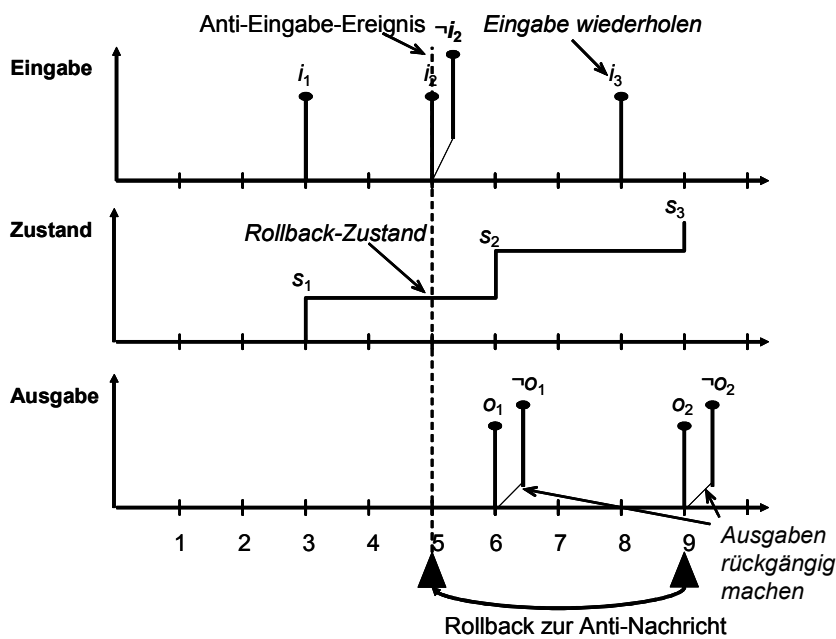 Anti-Eingabe-Ereignis ¬i₂ Eingabe wiederholen
Eingabe
i₁
i₂
i₃
Zustand
Rollback-Zustand
s₁
s₂
s₃
Ausgabe
o₁
¬o₁
o₂
¬o₂
1 2 3 4 5 6 7 8 9
Ausgaben
rückgängig
machen
Rollback zur Anti-Nachricht